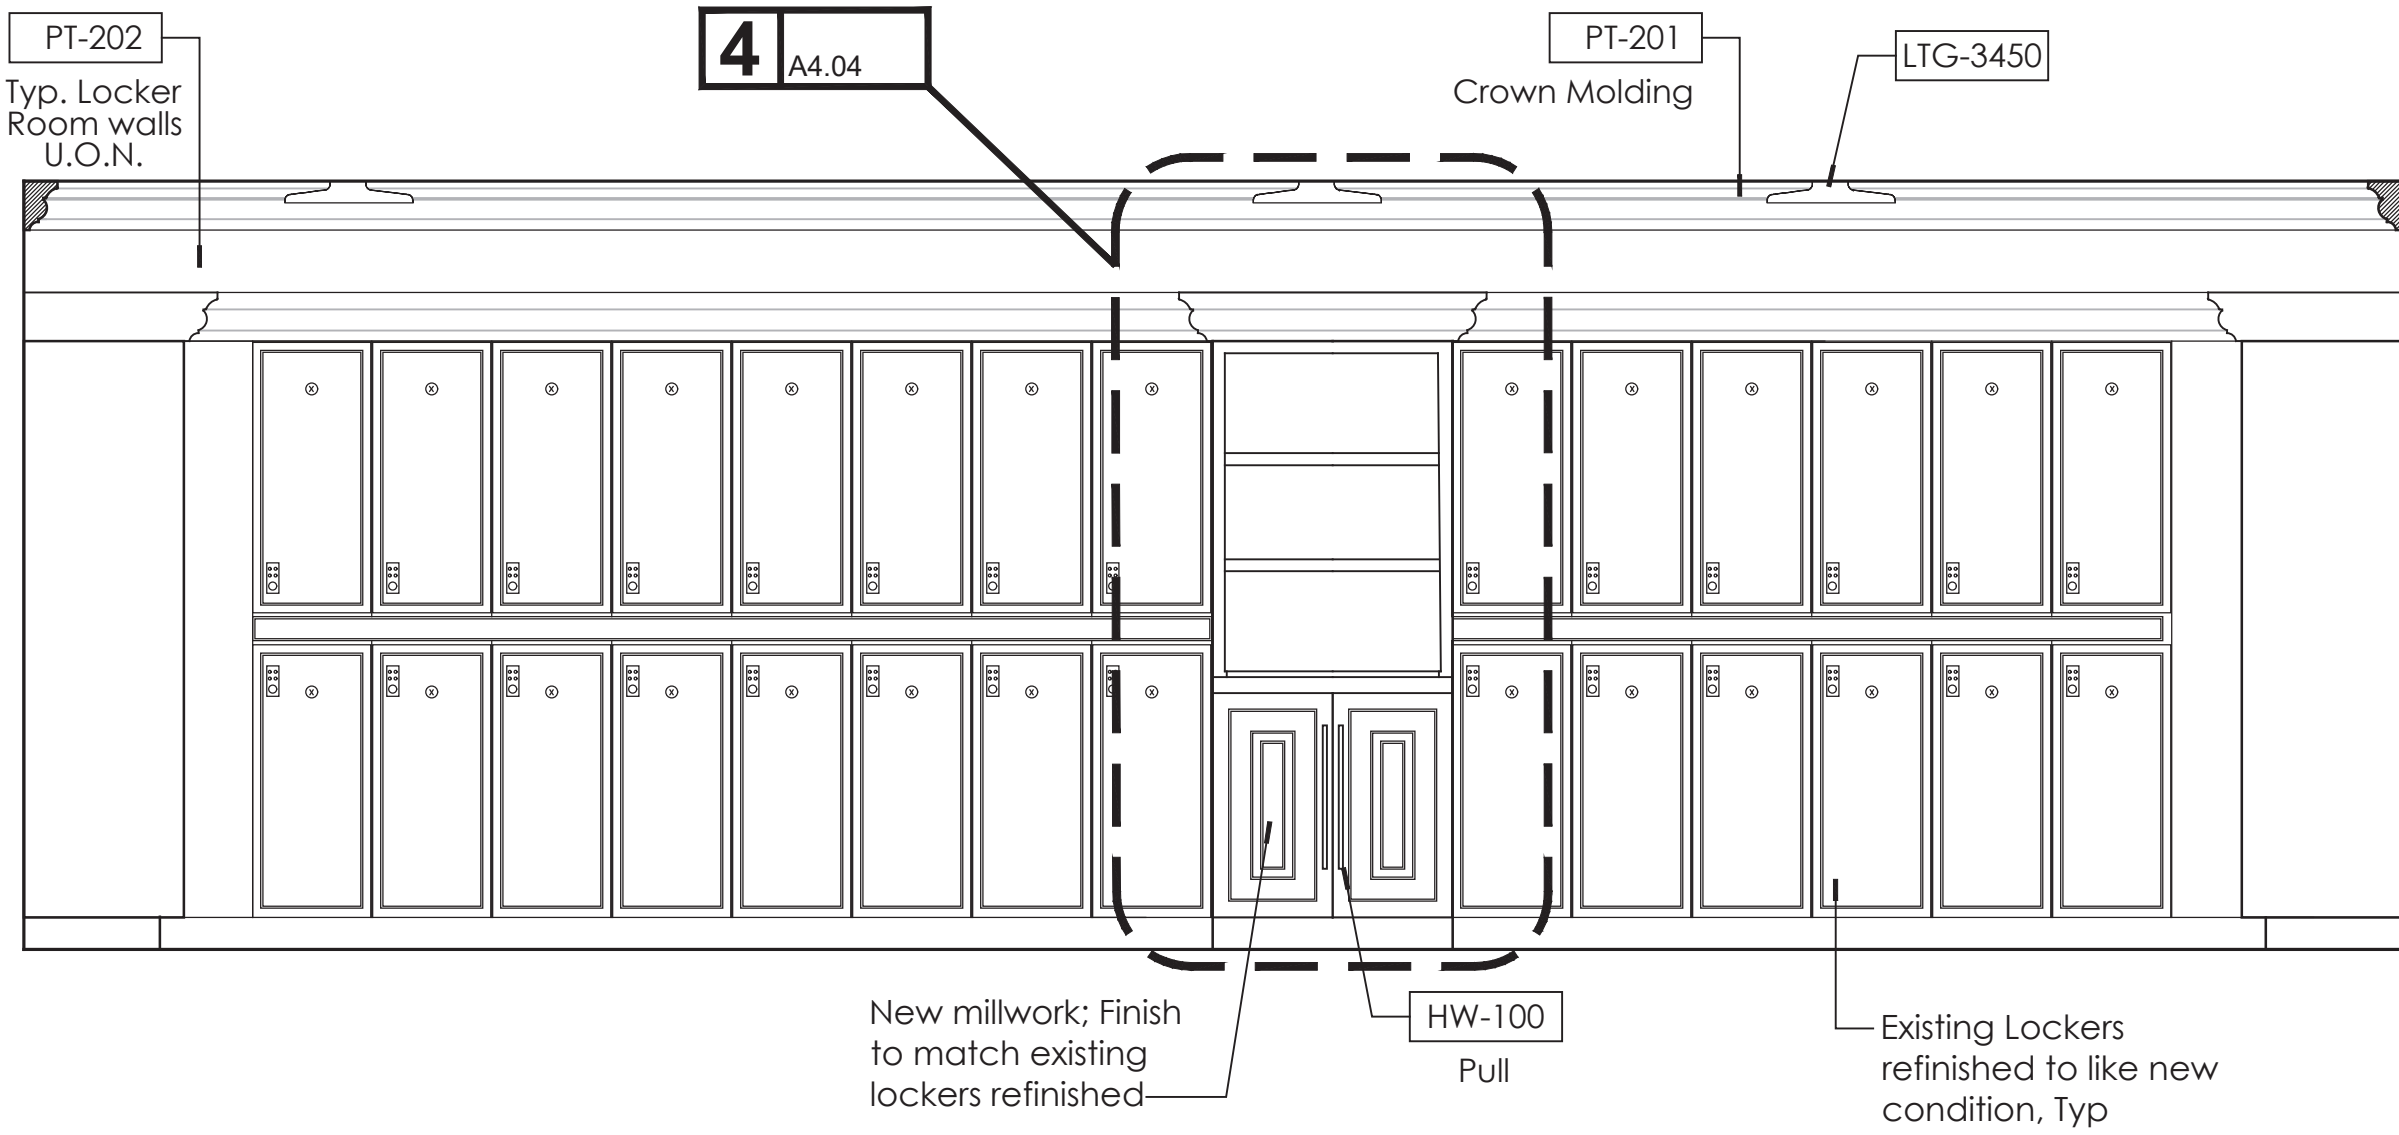 PT-202
Typ. Locker
Room walls
U.O.N.
4
A4.04
PT-201
Crown Molding
LTG-3450
New millwork; Finish
to match existing
lockers refinished
HW-100
Pull
Existing Lockers
refinished to like new
condition, Typ